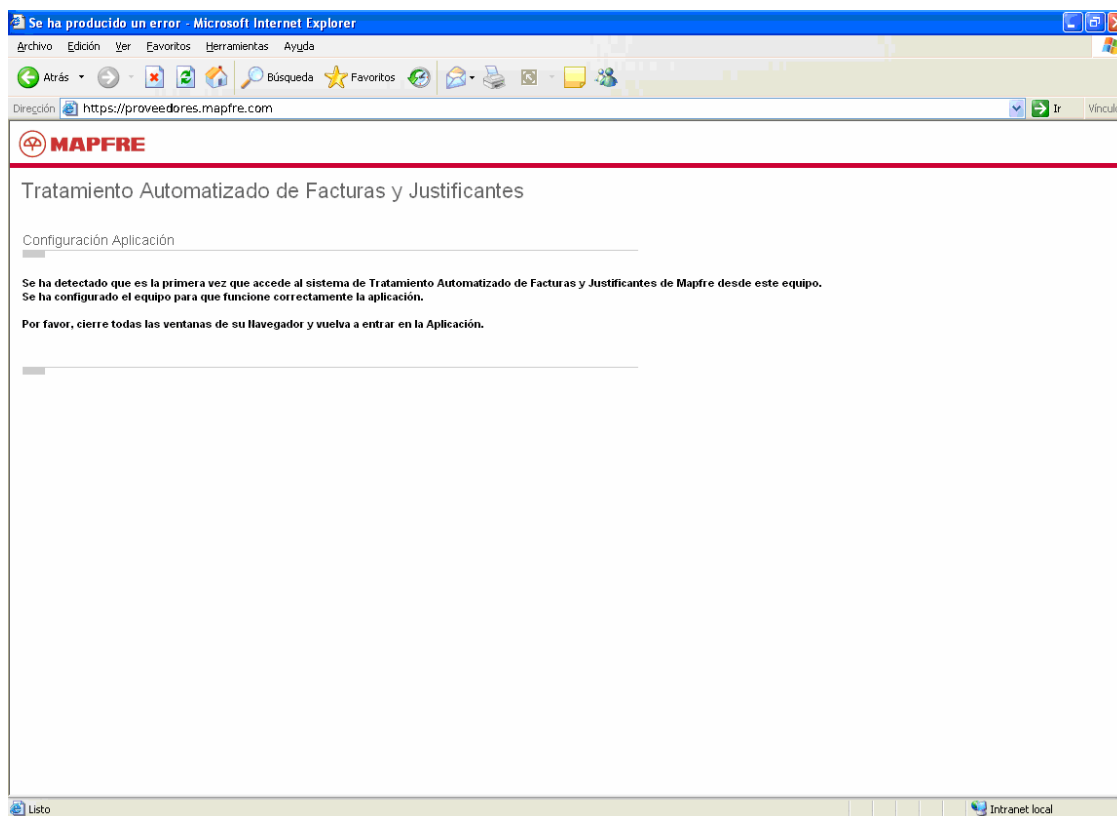 Se ha producido un error - Microsoft Internet Explorer
Archivo Edición Ver Favoritos Herramientas Ayuda
Atrás Búsqueda Favoritos
Dirección https://proveedores.mapfre.com Ir Vínculo
MAPFRE
Tratamiento Automatizado de Facturas y Justificantes
Configuración Aplicación
Se ha detectado que es la primera vez que accede al sistema de Tratamiento Automatizado de Facturas y Justificantes de Mapfre desde este equipo.
Se ha configurado el equipo para que funcione correctamente la aplicación.
Por favor, cierre todas las ventanas de su Navegador y vuelva a entrar en la Aplicación.
Listo Intranet local